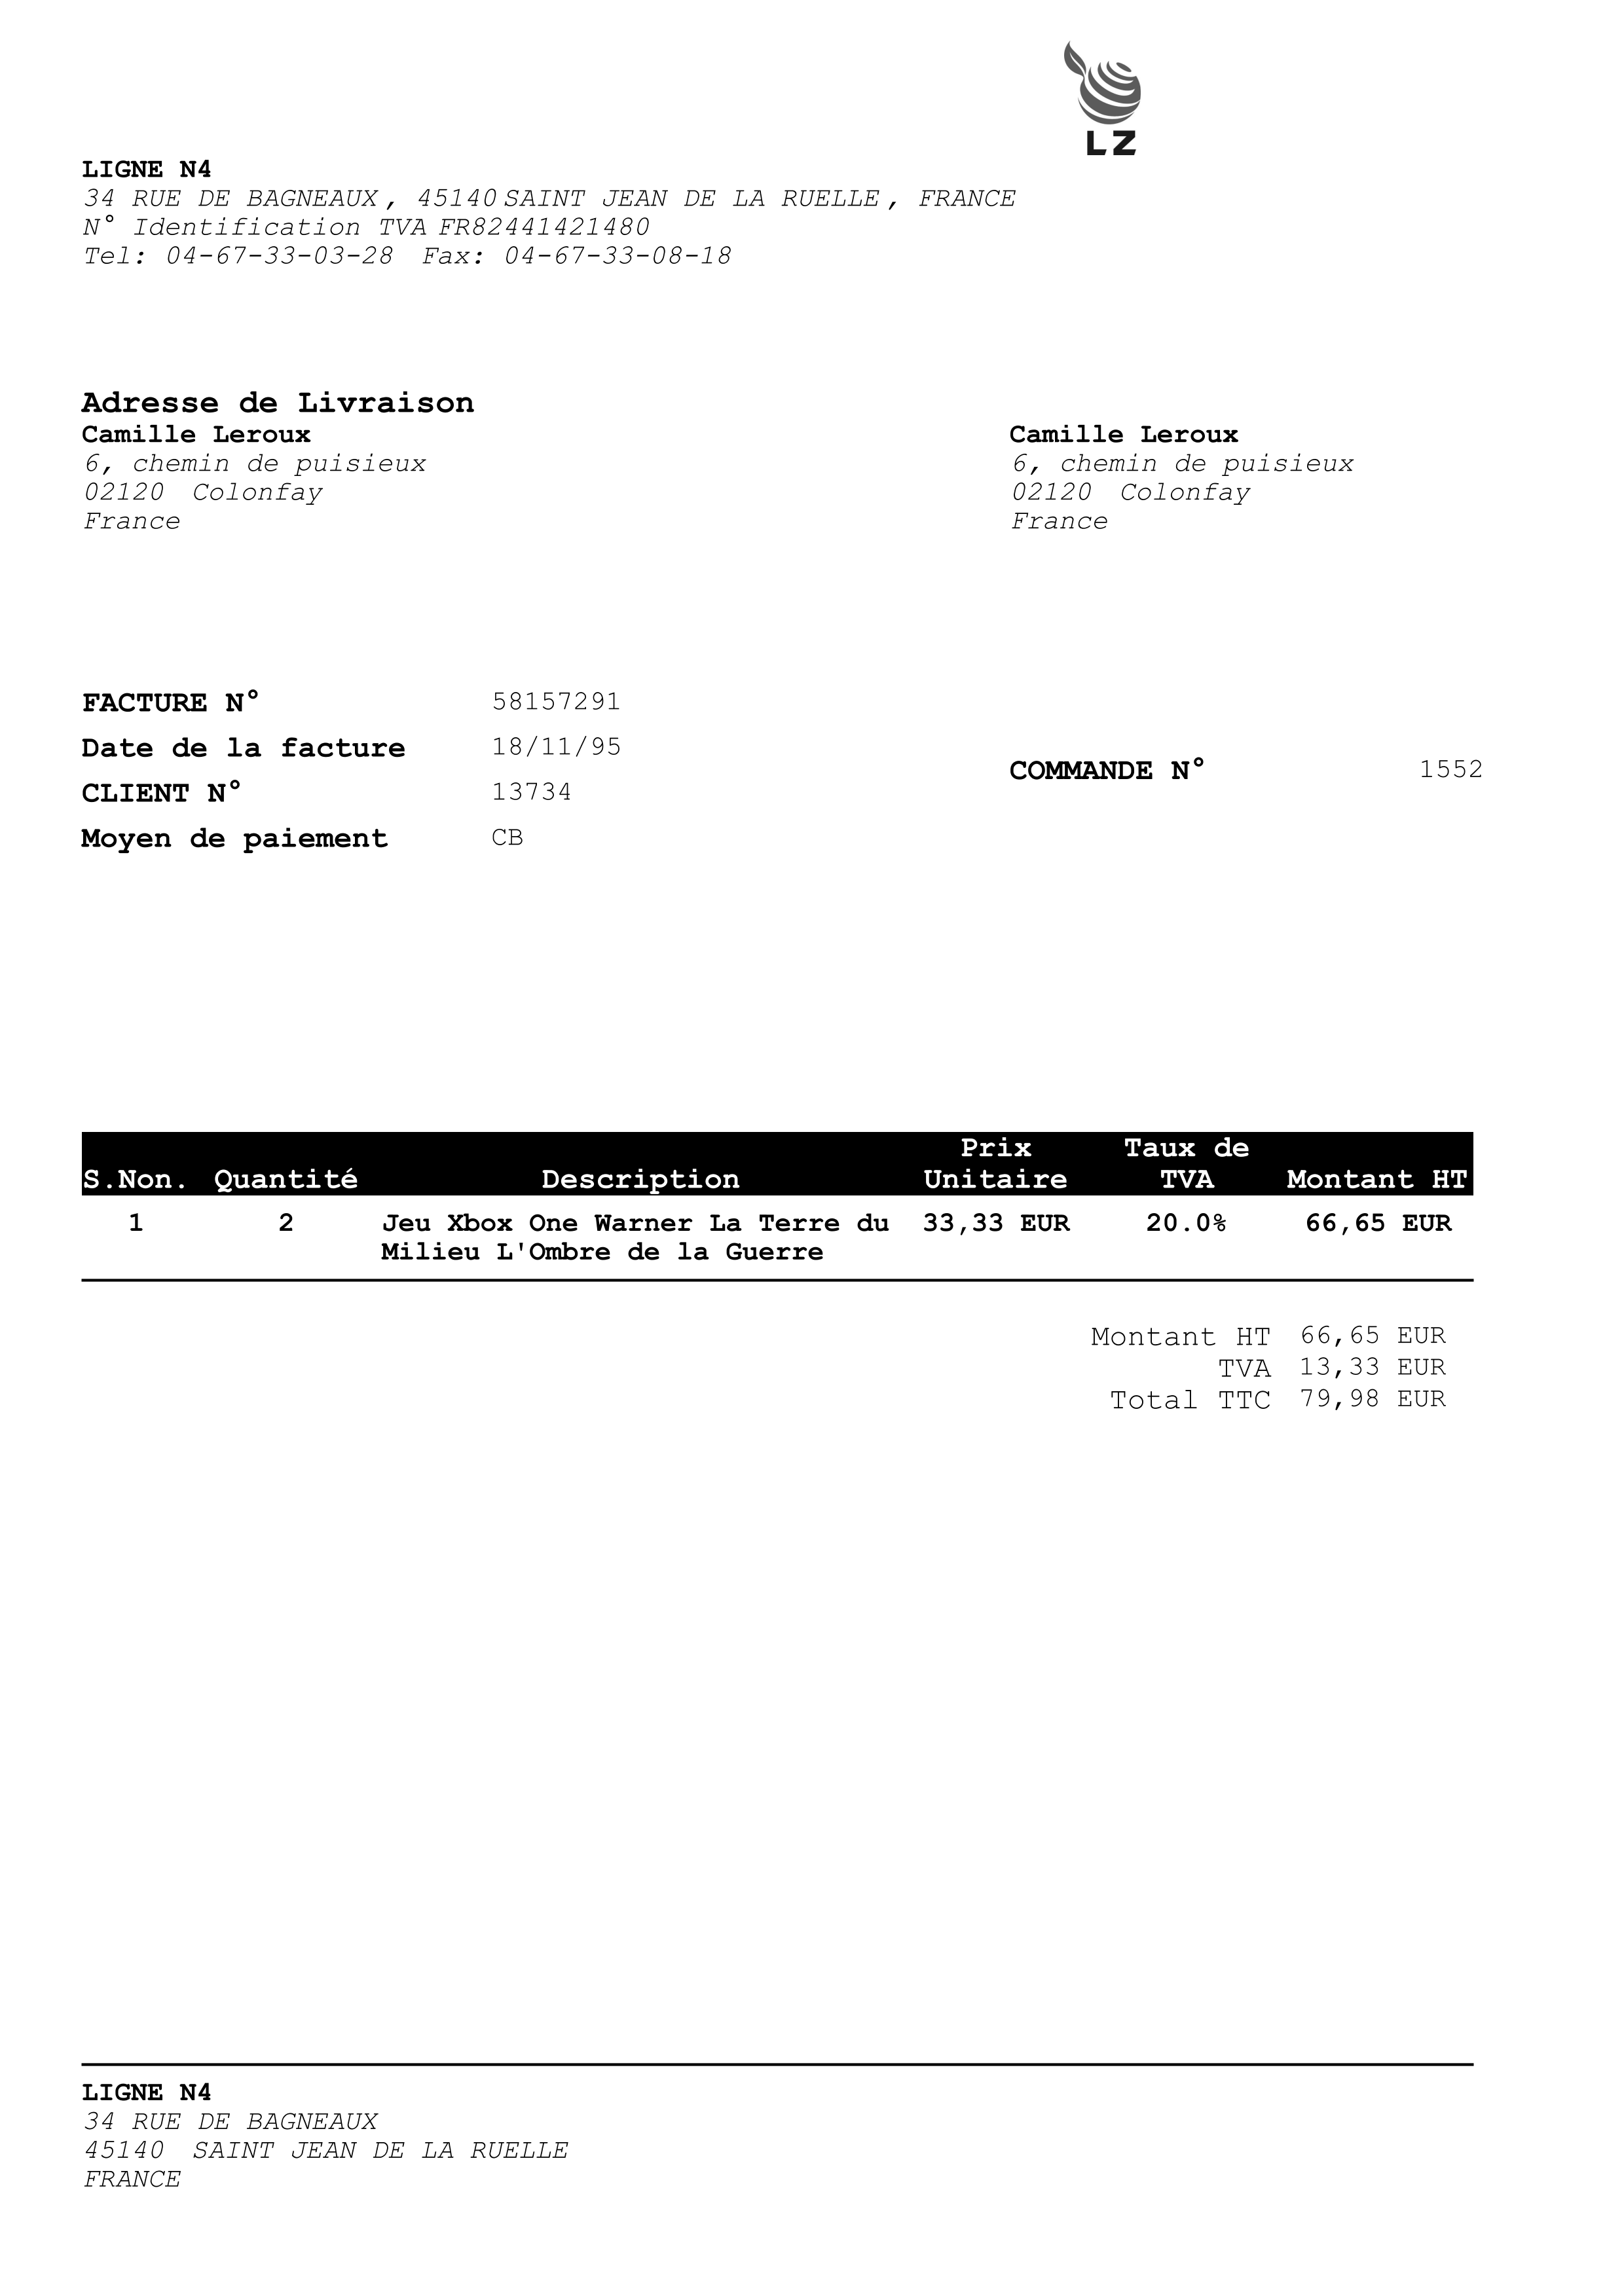 LZ
LIGNE N4
34 RUE DE BAGNEAUX, 45140 SAINT JEAN DE LA RUELLE, FRANCE
N° Identification TVA FR82441421480
Tel: 04-67-33-03-28 Fax: 04-67-33-08-18
Adresse de Livraison
Camille Leroux
6, chemin de puisieux
02120 Colonfay
France
Camille Leroux
6, chemin de puisieux
02120 Colonfay
France
FACTURE N° 58157291
Date de la facture 18/11/95
CLIENT N° 13734
Moyen de paiement CB
COMMANDE N° 1552
S.Non. Quantité Description Prix Unitaire Taux de TVA Montant HT
1 2 Jeu Xbox One Warner La Terre du 33,33 EUR 20.0% 66,65 EUR
Milieu L'Ombre de la Guerre
Montant HT 66,65 EUR
TVA 13,33 EUR
Total TTC 79,98 EUR
LIGNE N4
34 RUE DE BAGNEAUX
45140 SAINT JEAN DE LA RUELLE
FRANCE